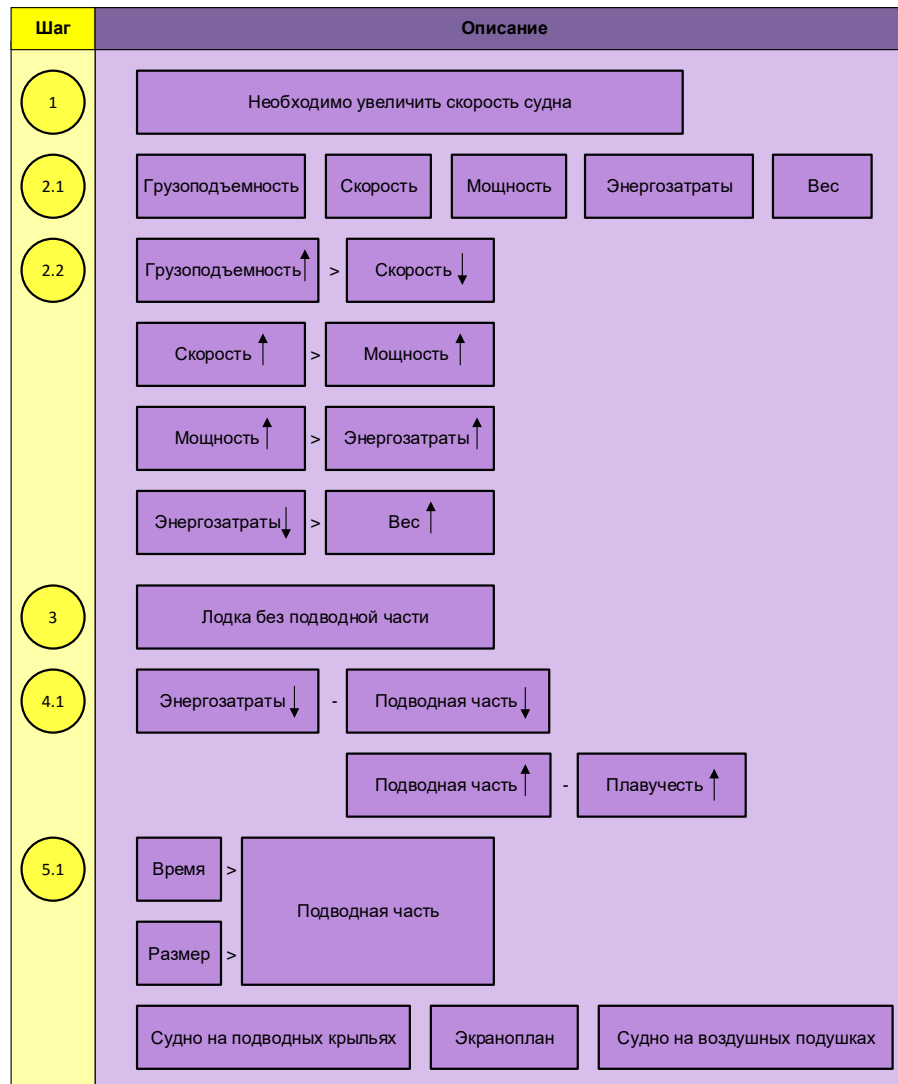 Шаг Описание
1 Необходимо увеличить скорость судна
2.1 Грузоподъемность Скорость Мощность Энергозатраты Вес
2.2 Грузоподъемность↑ > Скорость↓
Скорость↑ > Мощность↑
Мощность↑ > Энергозатраты↑
Энергозатраты↓ > Вес↑
3 Лодка без подводной части
4.1 Энергозатраты↓ - Подводная часть↓
Подводная часть↑ - Плавучесть↑
5.1 Время >
Подводная часть
Размер >
Судно на подводных крыльях Экраноплан Судно на воздушных подушках